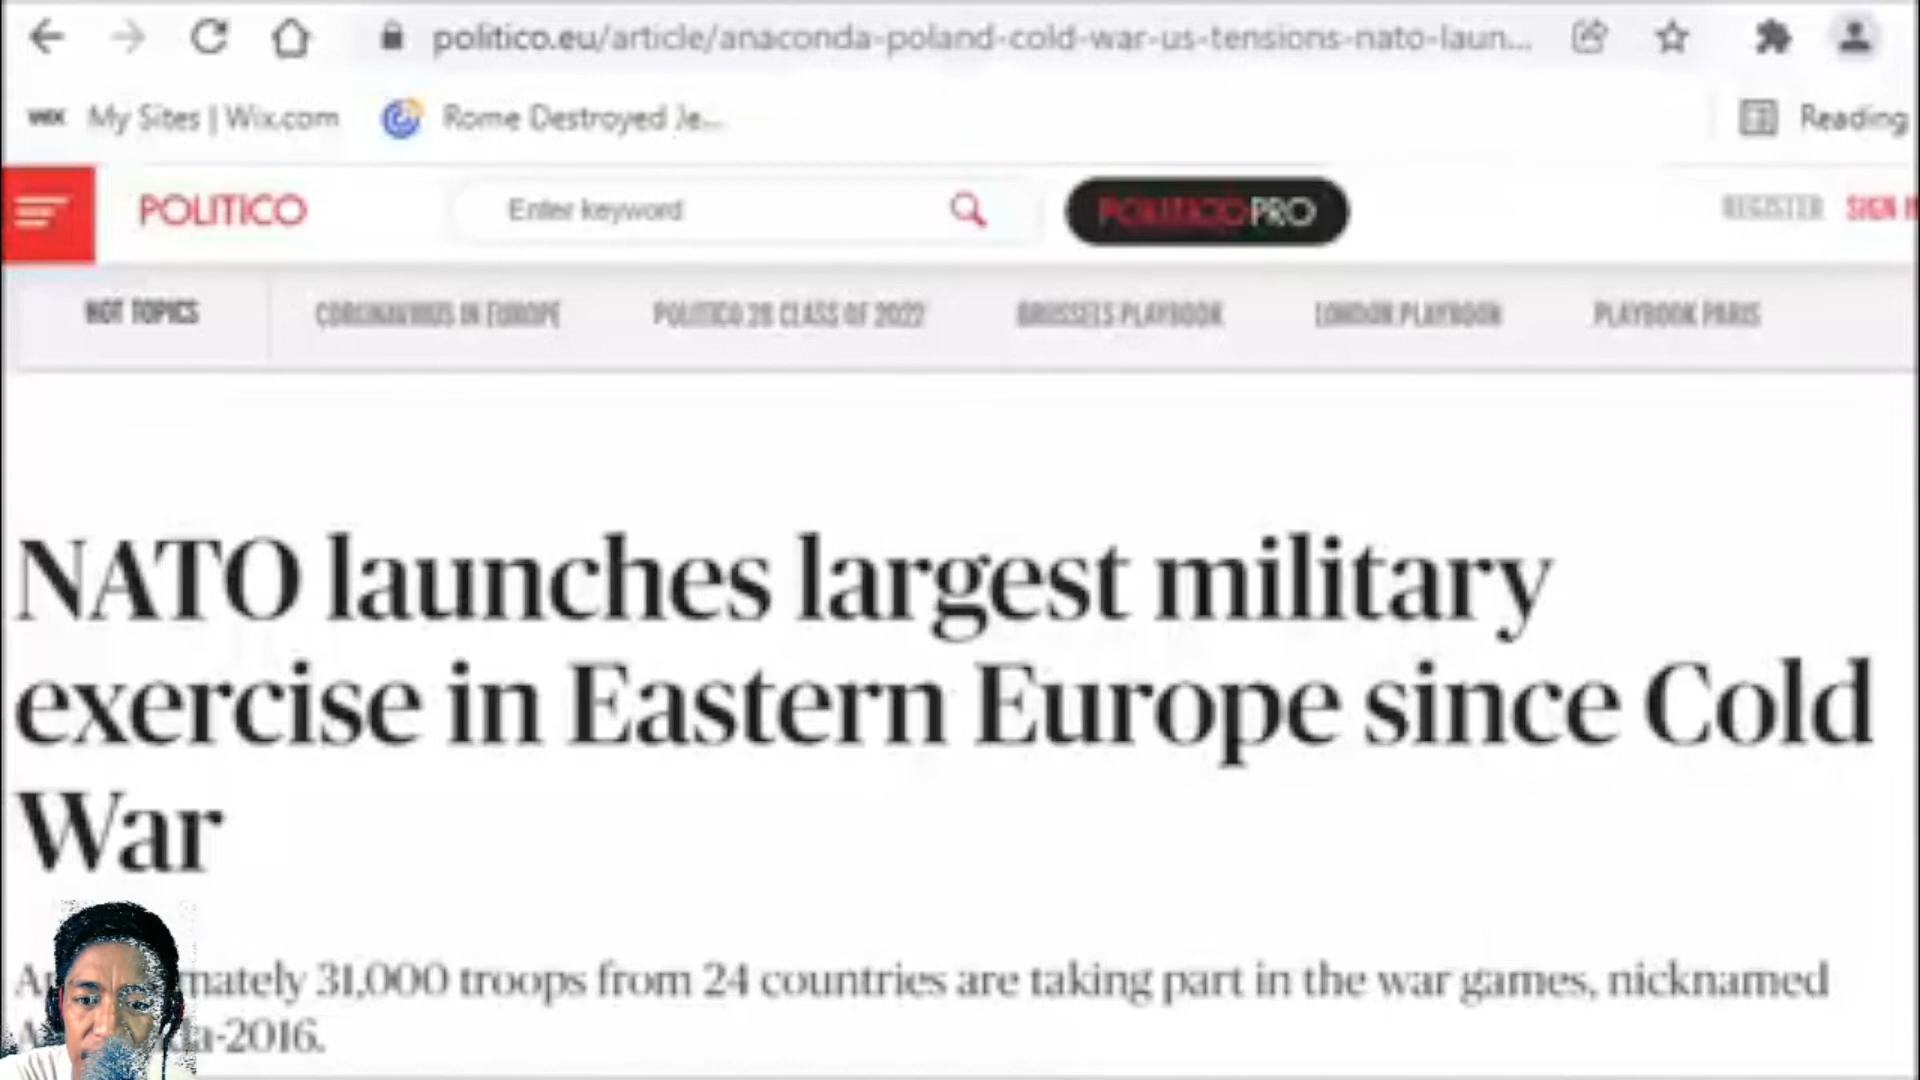 politico.eu/article/anaconda-poland-cold-war-us-tensions-nato-laun...
WIX My Sites | Wix.com Rome Destroyed Je... Reading
POLITICO Enter keyword POLITICO PRO REGISTER SIGN
HOT TOPICS CORONAVIRUS IN EUROPE POLITICO 28 CLASS OF 2022 BRUSSELS PLAYBOOK LONDON PLAYBOOK PLAYBOOK PARIS
NATO launches largest military
exercise in Eastern Europe since Cold
War
mately 31,000 troops from 24 countries are taking part in the war games, nicknamed
da-2016.